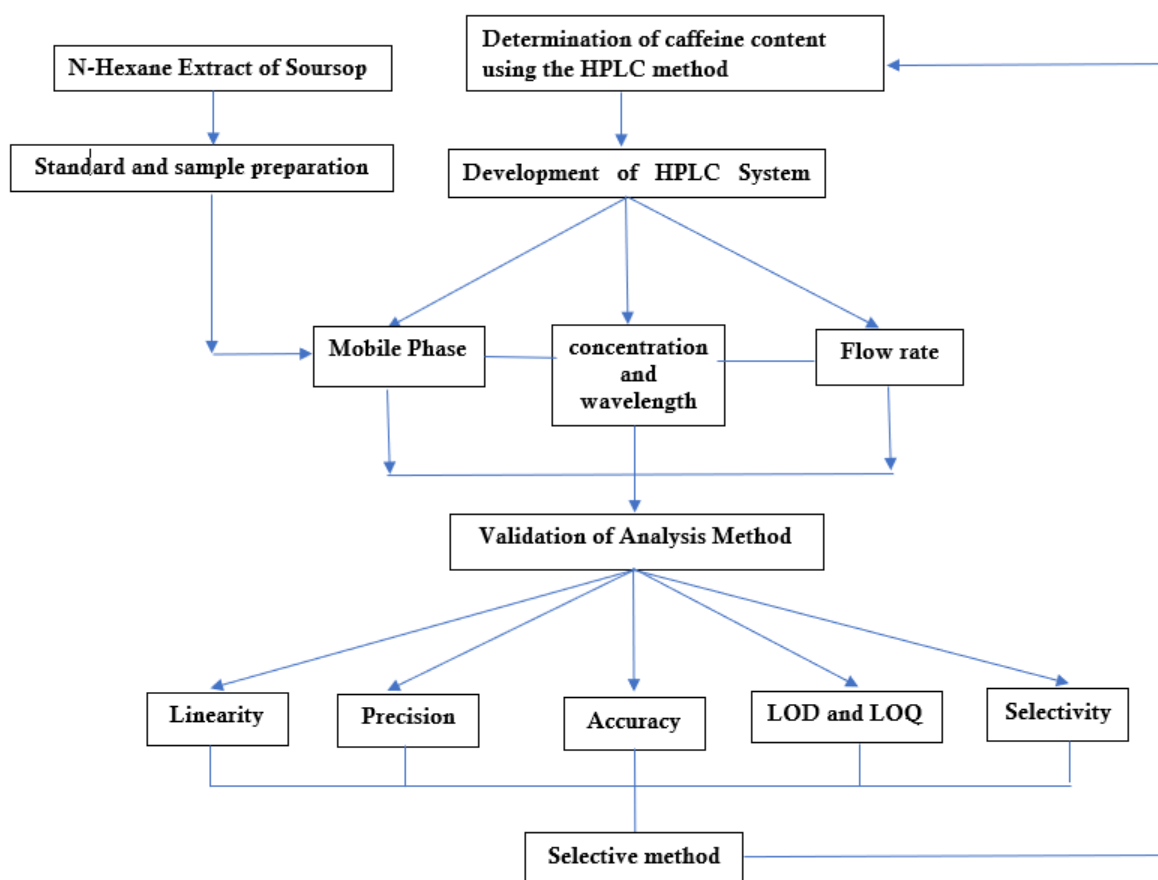 N-Hexane Extract of Soursop
Determination of caffeine content
using the HPLC method
Standard and sample preparation
Development of HPLC System
Mobile Phase
concentration
and
wavelength
Flow rate
Validation of Analysis Method
Linearity
Precision
Accuracy
LOD and LOQ
Selectivity
Selective method